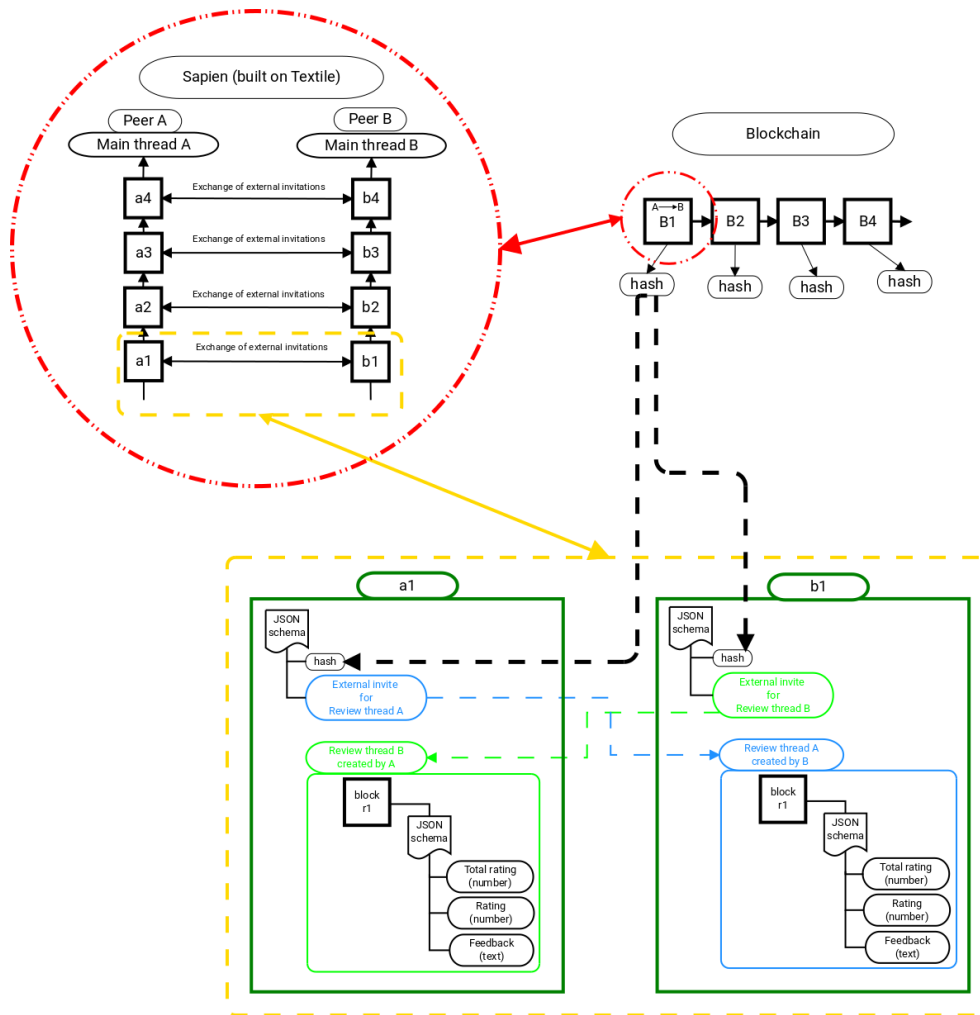 Sapien (built on Textile)
Peer A
Main thread A
Peer B
Main thread B
a4
Exchange of external invitations
b4
a3
Exchange of external invitations
b3
a2
Exchange of external invitations
b2
a1
Exchange of external invitations
b1
Blockchain
A
B
B1
B2
B3
B4
hash
hash
hash
hash
a1
JSON
schema
hash
External invite
for
Review thread A
Review thread B
created by A
block
r1
JSON
schema
Total rating
(number)
Rating
(number)
Feedback
(text)
b1
JSON
schema
hash
External invite
for
Review thread B
Review thread A
created by B
block
r1
JSON
schema
Total rating
(number)
Rating
(number)
Feedback
(text)